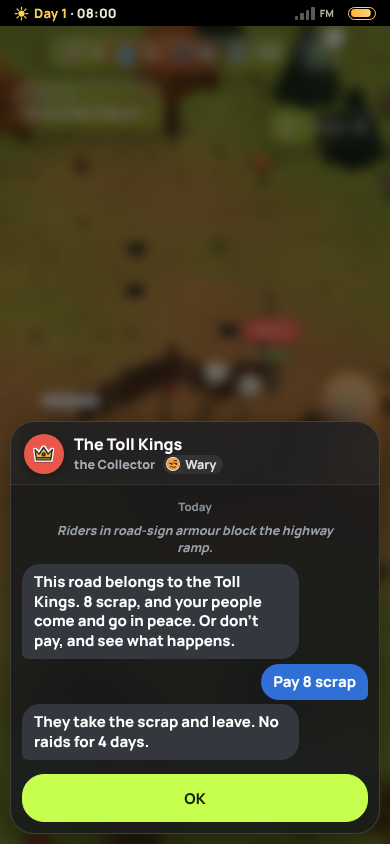 Day 1 · 08:00
FM
The Toll Kings
the Collector
Wary
Today
Riders in road-sign armour block the highway
ramp.
This road belongs to the Toll
Kings. 8 scrap, and your people
come and go in peace. Or don't
pay, and see what happens.
Pay 8 scrap
They take the scrap and leave. No
raids for 4 days.
OK